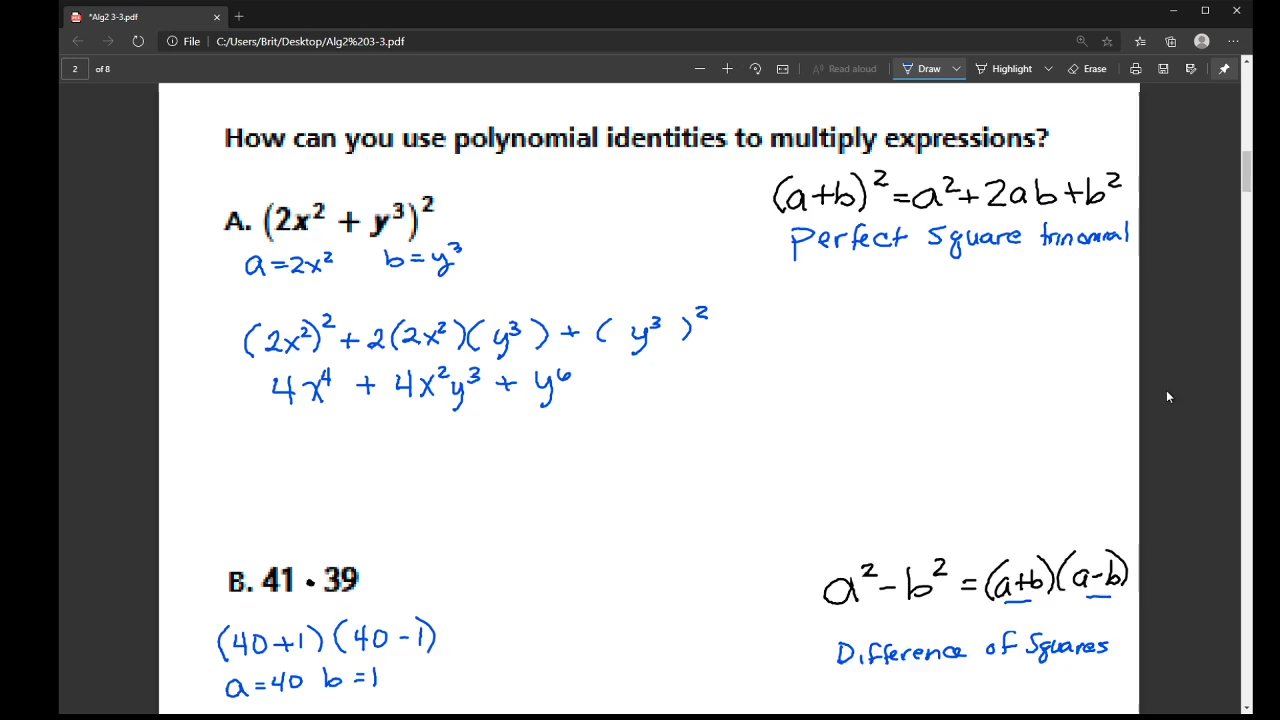 *Alg2 3-3.pdf
File | C:/Users/Brit/Desktop/Alg2%203-3.pdf
2 of 8 Read aloud Draw Highlight Erase
How can you use polynomial identities to multiply expressions?
(a+b)² = a² + 2ab + b²
A. (2x² + y³)²
Perfect Square trinomial
a = 2x² b = y³
(2x²)² + 2(2x²)(y³) + (y³)²
4x⁴ + 4x²y³ + y⁶
B. 41 • 39
a² - b² = (a+b)(a-b)
(40+1)(40-1)
Difference of Squares
a = 40 b = 1